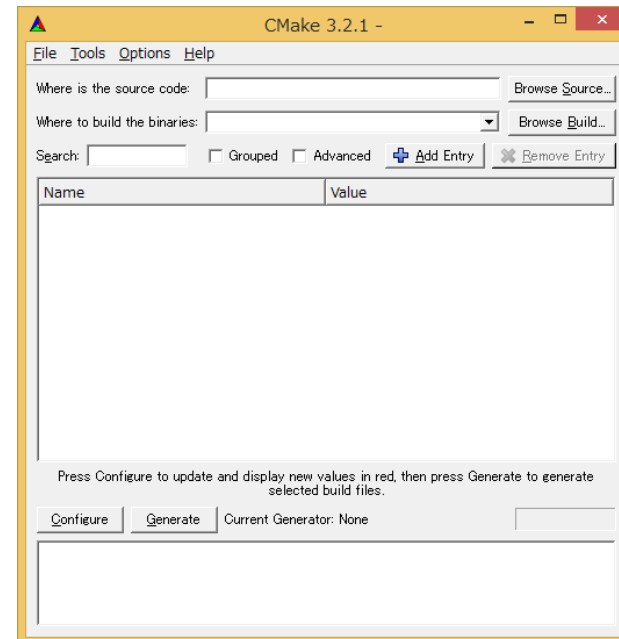 CMake 3.2.1 -
File Tools Options Help
Where is the source code: Browse Source...
Where to build the binaries: Browse Build...
Search: Grouped Advanced Add Entry Remove Entry
Name Value
Press Configure to update and display new values in red, then press Generate to generate
selected build files.
Configure Generate Current Generator: None